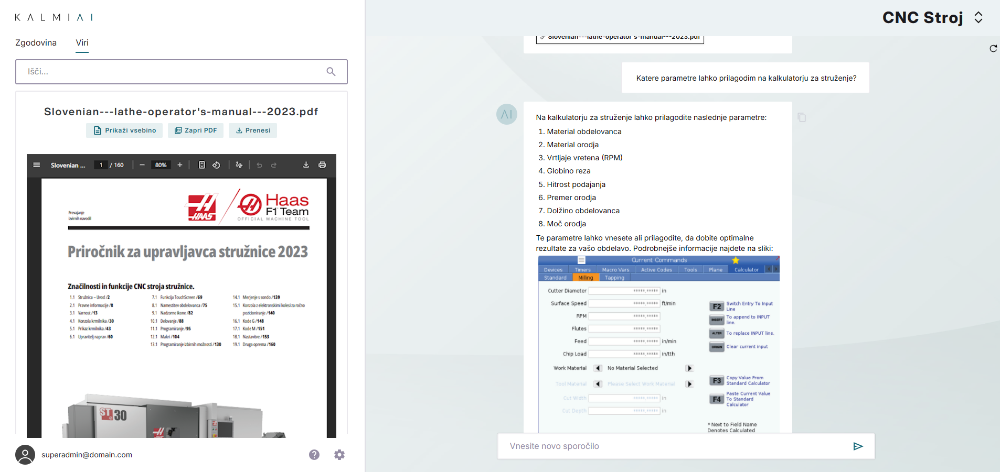 KALMIAI
Zgodovina
Viri
Išči...
Slovenian---lathe-operator's-manual---2023.pdf
Prikaži vsebino
Zapri PDF
Prenesi
Slovenian ...
1 / 160
80%
Prevajanje
izvirnih navodil
HAAS
Haas
F1 Team
OFFICIAL MACHINE TOOL
Priročnik za upravljavca stružnice 2023
Značilnosti in funkcije CNC stroja stružnice.
1.1 Stružnica – Uvod /2
2.1 Pravne informacije /8
3.1 Varnost /13
4.1 Konzola krmilnika /30
5.1 Prikaz krmilnika /43
6.1 Upravitelj naprav /60
7.1 Funkcija TouchScreen /69
8.1 Namestitev obdelovanca /75
9.1 Nadzorne ikone /82
10.1 Delovanje /88
11.1 Programiranje /95
12.1 Makri /104
13.1 Programiranje izbirnih možnosti /130
14.1 Merjenje s sondo /139
15.1 Konzola z elektronskimi kolesi za ročno
pozicioniranje /140
16.1 Kode G /148
17.1 Kode M /151
18.1 Nastavitve /153
19.1 Druga oprema /160
ST 30
superadmin@domain.com
CNC Stroj
Slovenian---lathe-operator's-manual---2023.pdf
Katere parametre lahko prilagodim na kalkulatorju za struženje?
AI
Na kalkulatorju za struženje lahko prilagodite naslednje parametre:
1. Material obdelovanca
2. Material orodja
3. Vrtljaje vretena (RPM)
4. Globino reza
5. Hitrost podajanja
6. Premer orodja
7. Dolžino obdelovanca
8. Moč orodja
Te parametre lahko vnesete ali prilagodite, da dobite optimalne
rezultate za vašo obdelavo. Podrobnejše informacije najdete na sliki:
Current Commands
Devices Timers Macro Vars Active Codes Tools Plane Calculator
Standard Milling Tapping
Cutter Diameter *****.***** in
Surface Speed *****.***** ft/min
RPM *****.*****
Flutes *****.*****
Feed *****.***** in/min
Chip Load *****.***** in/tth
Work Material No Material Selected
Tool Material Please Select Work Material
Cut Width ****.**** in
Cut Depth ****.**** in
F2 Switch Entry To Input
Line
INSERT To append to INPUT
line.
ALTER To replace INPUT line.
ORIGIN Clear current input
F3 Copy Value From
Standard Calculator
F4 Paste Current Value
To Standard
Calculator
* Next to Field Name
Denotes Calculated
Vnesite novo sporočilo